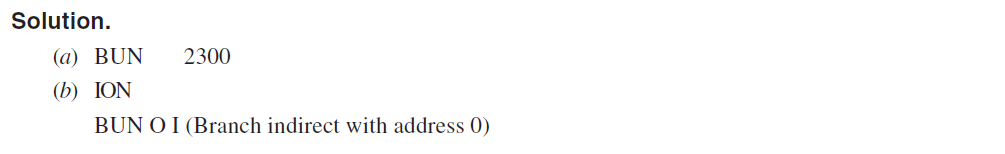 Solution.
(a) BUN 2300
(b) ION
BUN O I (Branch indirect with address 0)